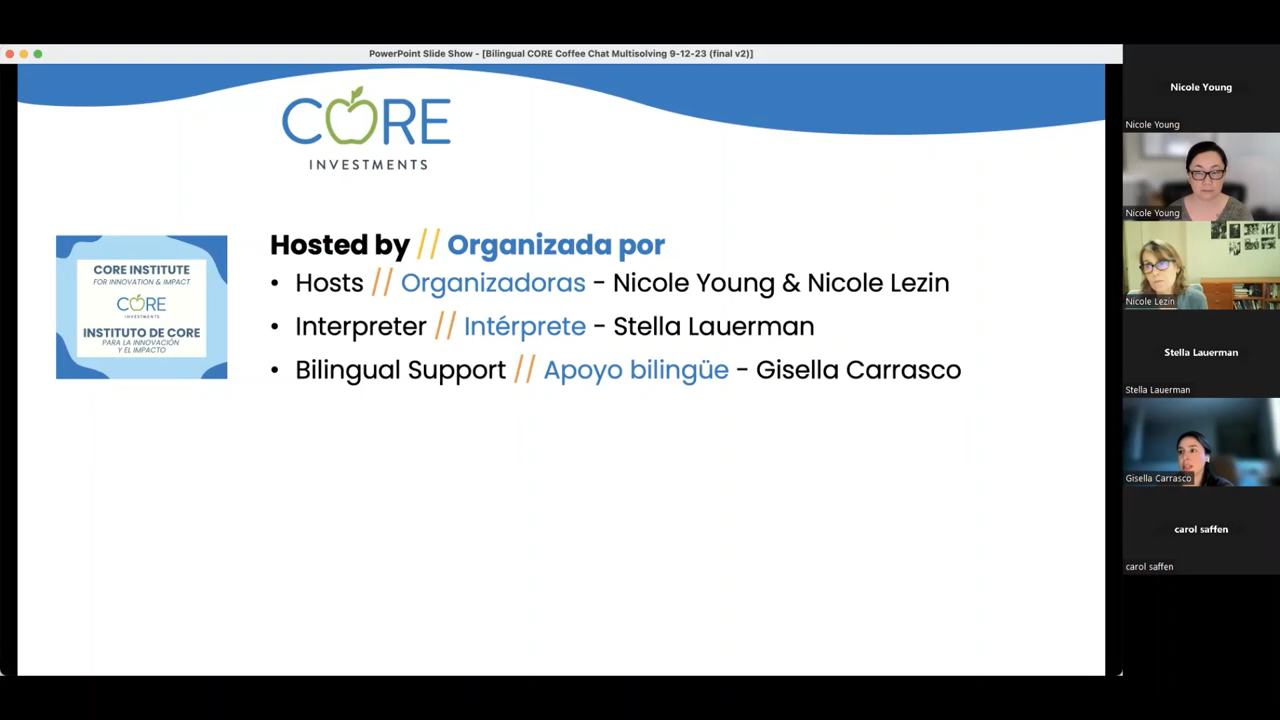 PowerPoint Slide Show - [Bilingual CORE Coffee Chat Multisolving 9-12-23 (final v2)]
CORE
INVESTMENTS
CORE INSTITUTE
FOR INNOVATION & IMPACT
CORE
INVESTMENTS
INSTITUTO DE CORE
PARA LA INNOVACIÓN
Y EL IMPACTO
Hosted by // Organizada por
• Hosts // Organizadoras - Nicole Young & Nicole Lezin
• Interpreter // Intérprete - Stella Lauerman
• Bilingual Support // Apoyo bilingüe - Gisella Carrasco
Nicole Young
Nicole Young
Nicole Young
Nicole Lezin
Stella Lauerman
Stella Lauerman
Gisella Carrasco
carol saffen
carol saffen